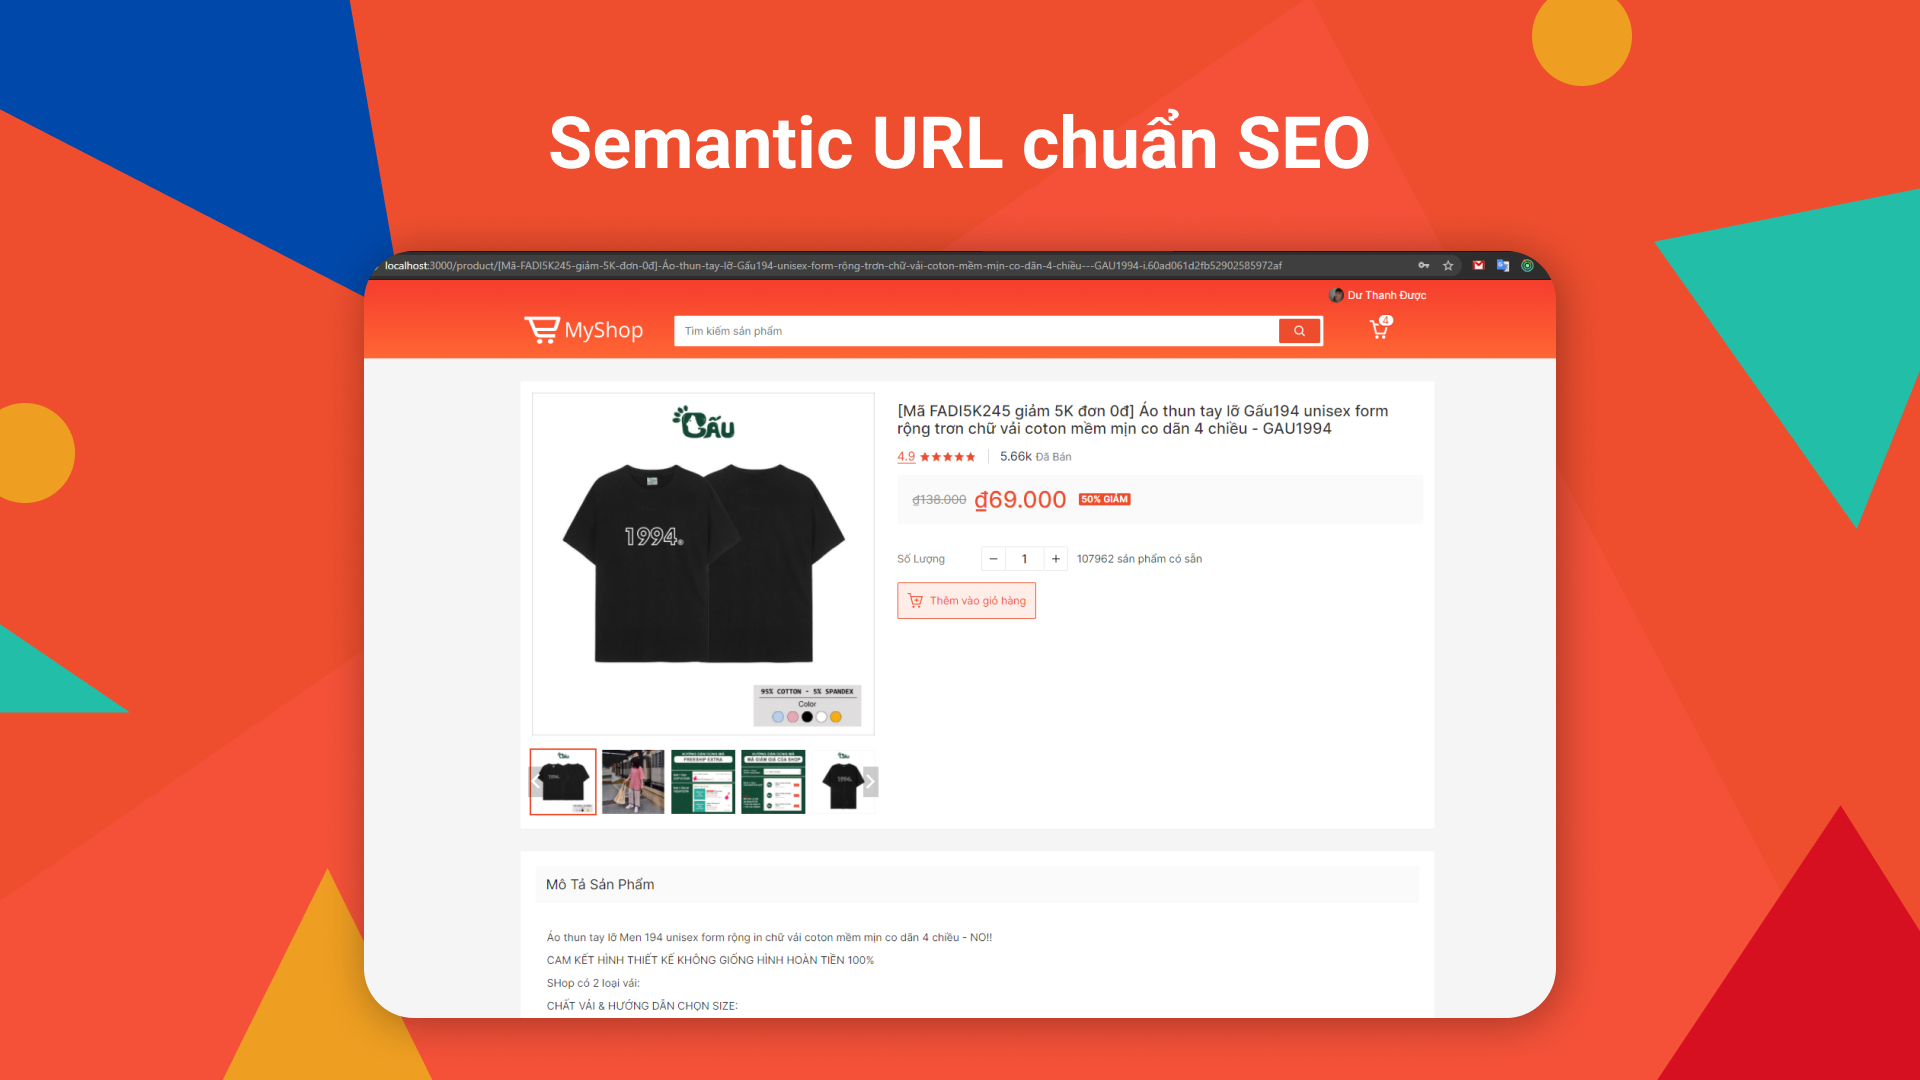 Semantic URL chuẩn SEO
localhost:3000/product/[Mã-FADI5K245-giảm-5K-đơn-0đ]-Áo-thun-tay-lỡ-Gấu194-unisex-form-rộng-trơn-chữ-vải-coton-mềm-mịn-co-dãn-4-chiều---GAU1994-i.60ad061d2fb52902585972af
Dư Thanh Được
MyShop
Tìm kiếm sản phẩm
4
GẤU
1994
95% COTTON - 5% SPANDEX
Color
[Mã FADI5K245 giảm 5K đơn 0đ] Áo thun tay lỡ Gấu194 unisex form
rộng trơn chữ vải coton mềm mịn co dãn 4 chiều - GAU1994
4.9
5.66k Đã Bán
₫138.000 ₫69.000 50% GIẢM
Số Lượng
1
107962 sản phẩm có sẵn
Thêm vào giỏ hàng
FREESHIP EXTRA
MÃ GIẢM GIÁ CỦA SHOP
Mô Tả Sản Phẩm
Áo thun tay lỡ Men 194 unisex form rộng in chữ vải coton mềm mịn co dãn 4 chiều - NO!!
CAM KẾT HÌNH THIẾT KẾ KHÔNG GIỐNG HÌNH HOÀN TIỀN 100%
SHop có 2 loại vải:
CHẤT VẢI & HƯỚNG DẪN CHỌN SIZE: